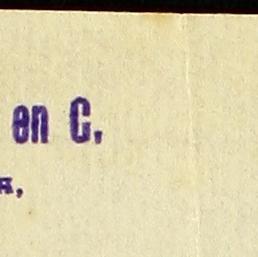 en C.
R,